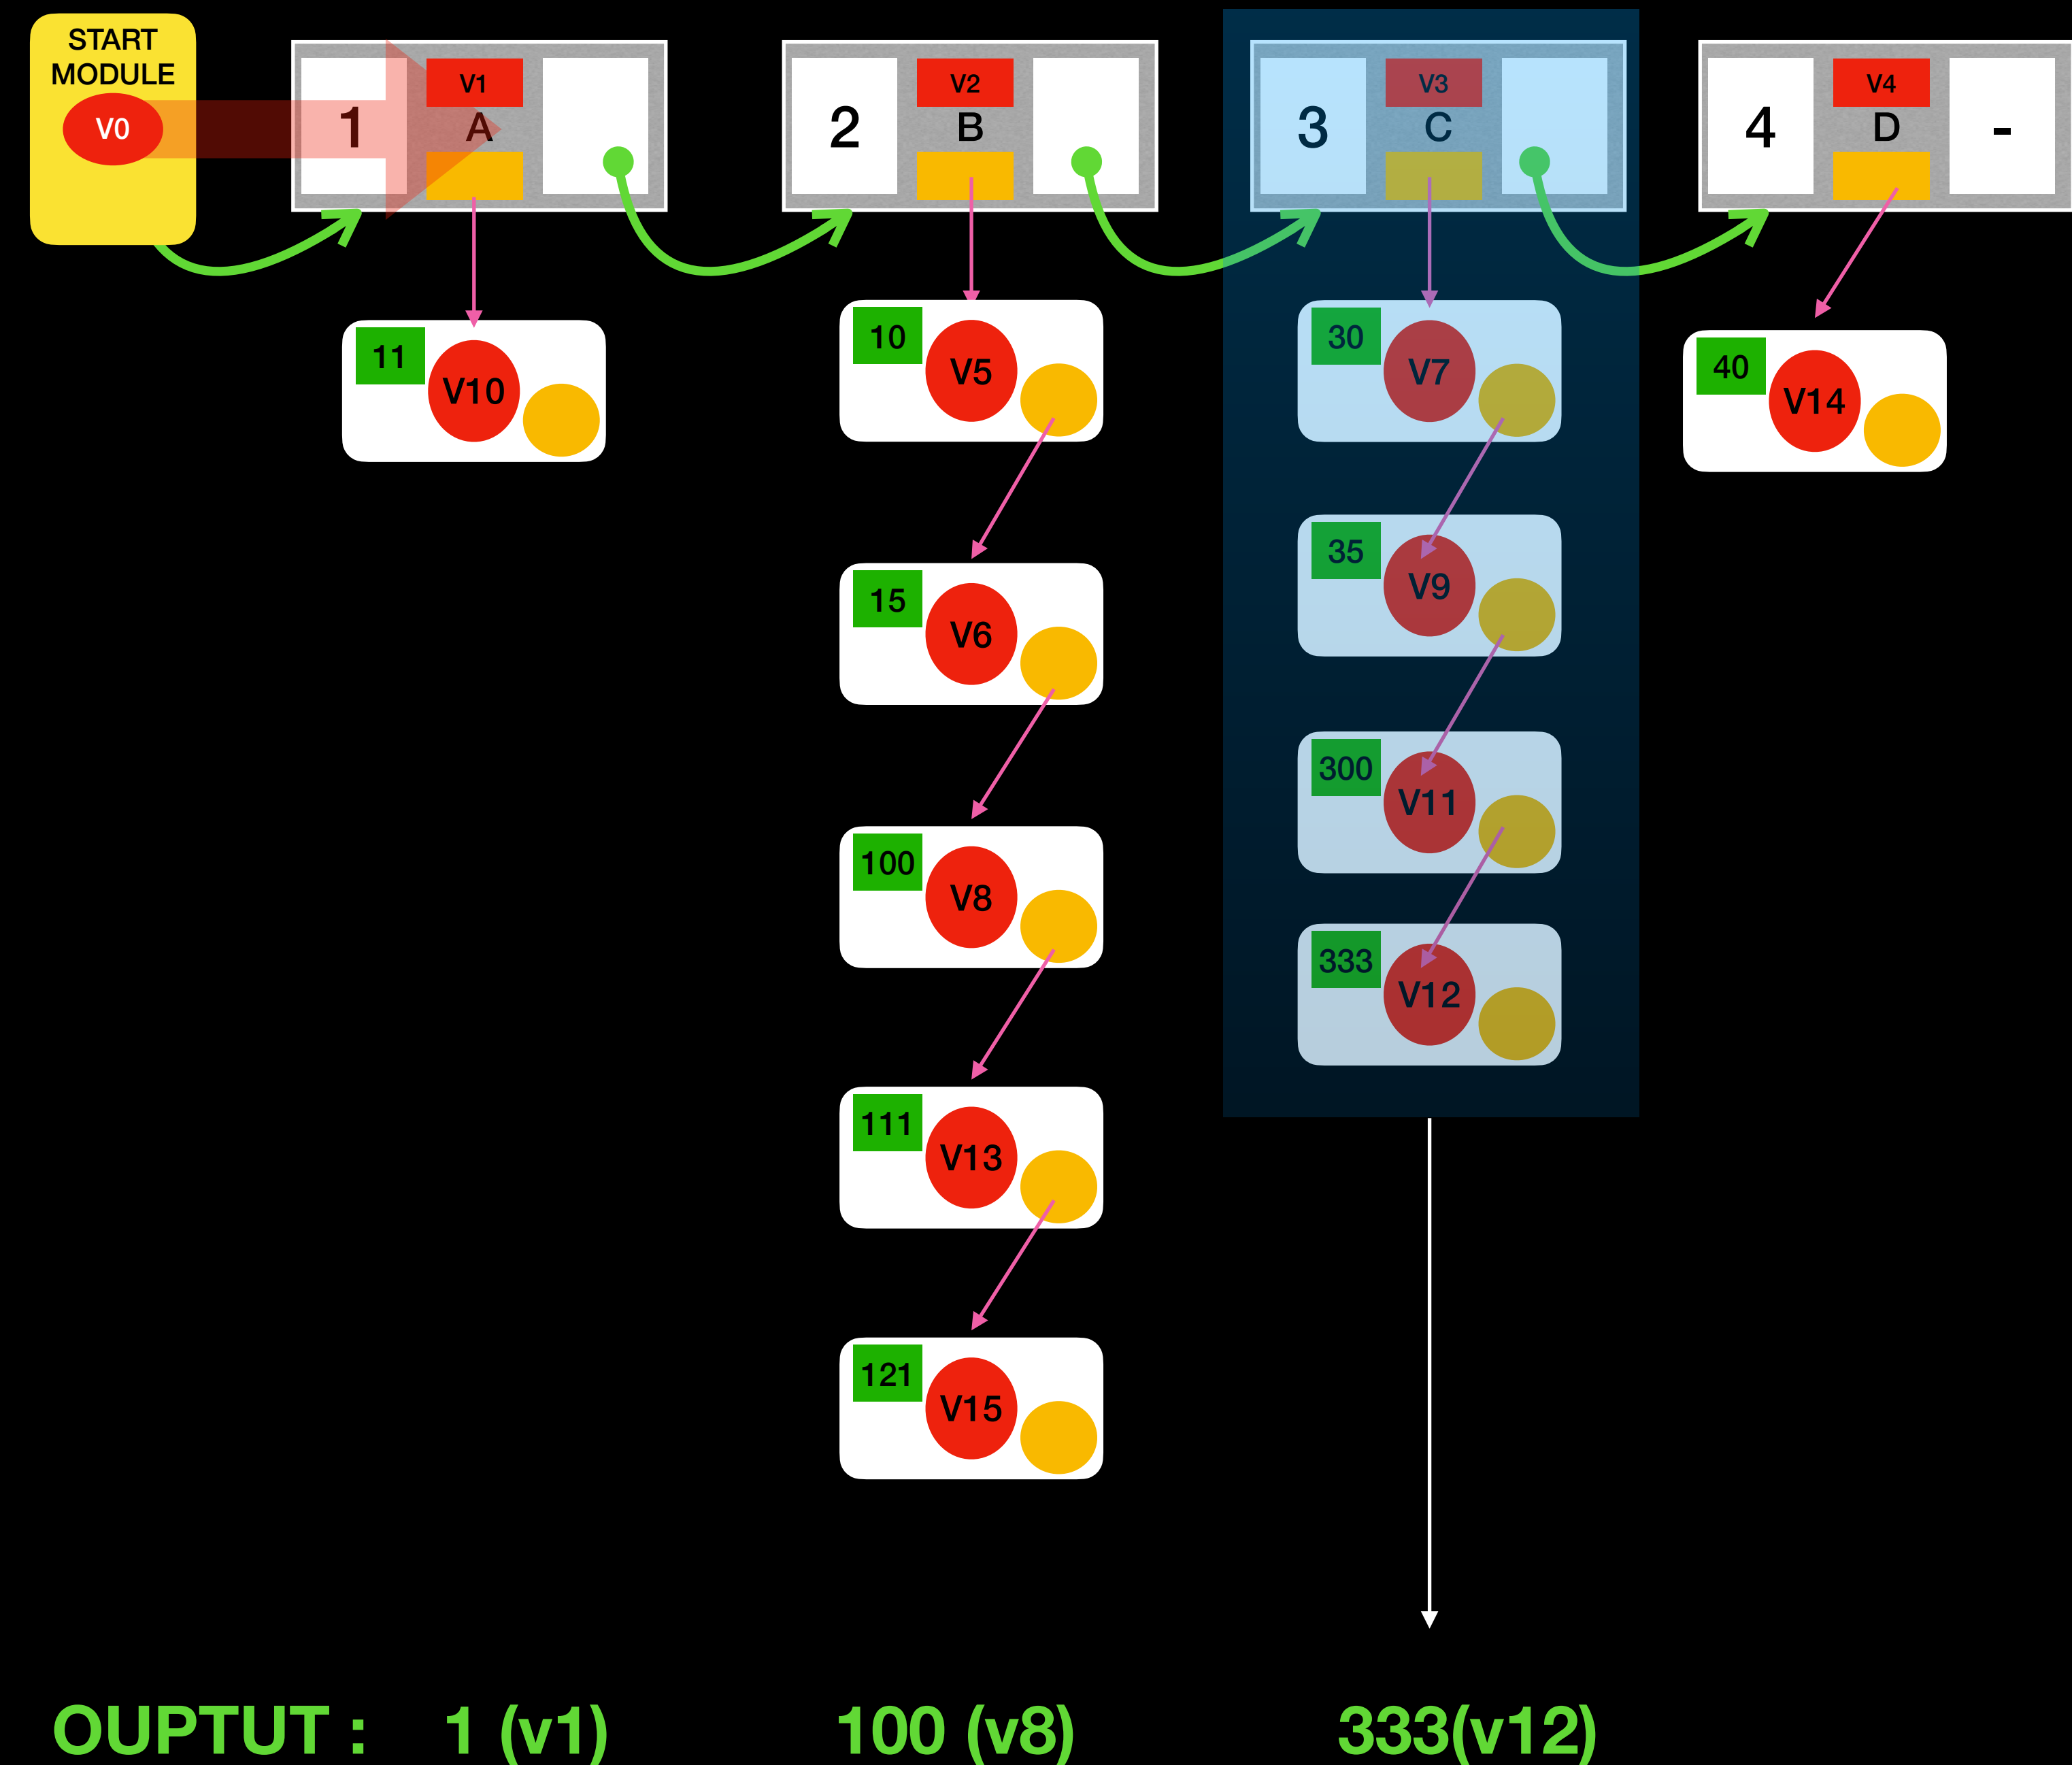 START
MODULE
V0
1
V1
A
2
V2
B
3
V3
C
4
V4
D
-
11
V10
10
V5
15
V6
100
V8
111
V13
121
V15
30
V7
35
V9
300
V11
333
V12
40
V14
OUPTUT : 1 (v1) 100 (v8) 333(v12)